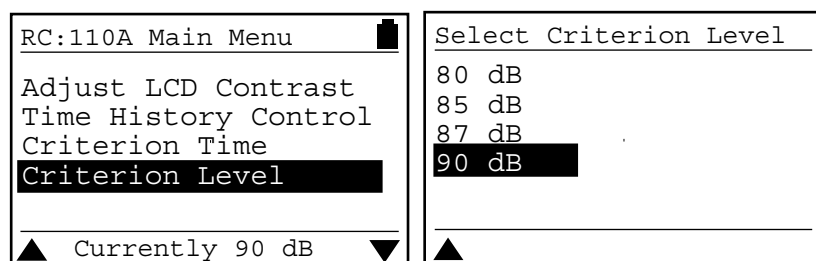 RC:110A Main Menu
Adjust LCD Contrast
Time History Control
Criterion Time
Criterion Level
Currently 90 dB
Select Criterion Level
80 dB
85 dB
87 dB
90 dB